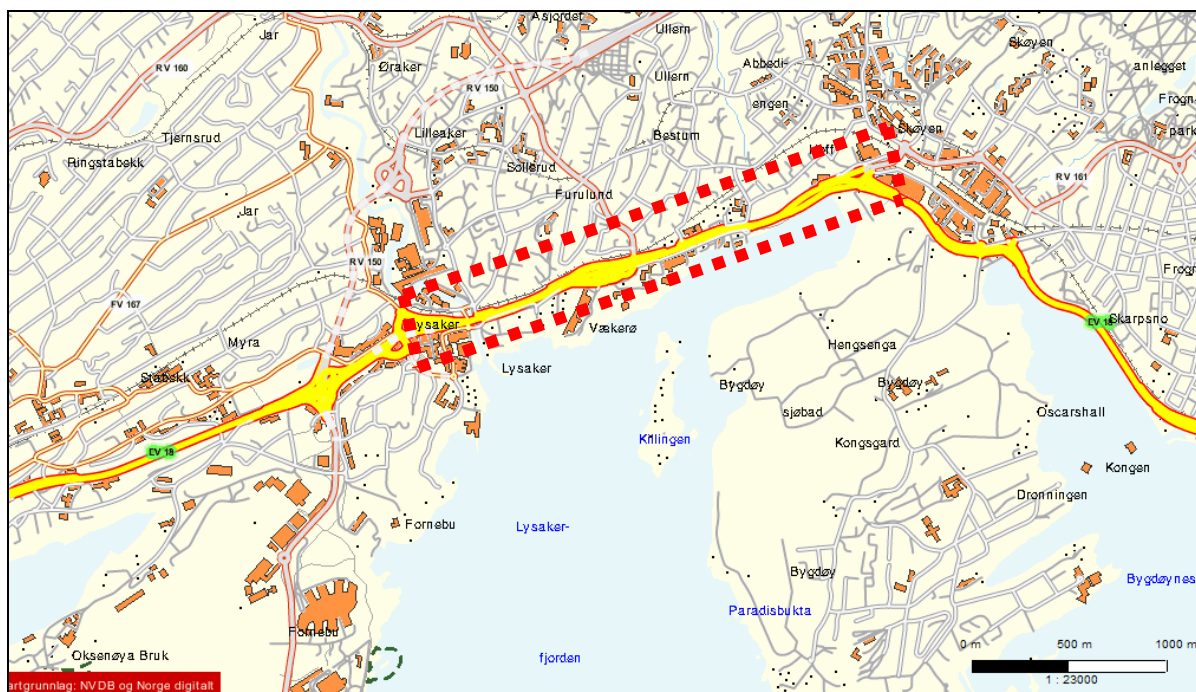 Jar
Asjordet
Ullern
Skøyen
RV 160
Øraker
RV 150
Ullern
Abbedi-
engen
anlegget
Frogn
park
Tjernsrud
Lilleaker
Bestum
Skøyen
Hoff
Ringstabekk
Sollerud
Furulund
RV 161
Jar
RV 150
Frogn
FV 167
Lysaker
Vækerø
EV 18
Skarpsno
Myra
Hengsenga
Stabekk
Lysaker
Bygdøy
Bygdøy
sjøbad
Oscarshall
Killingen
Kongsgard
EV 18
Kongen
Dronningen
Fornebu
Lysaker-
Bygdøy
Bygdøynes
Paradisbukta
Fornebu
Oksenøya Bruk
fjorden
0 m 500 m 1000 m
1 : 23000
artgrunnlag: NVDB og Norge digitalt